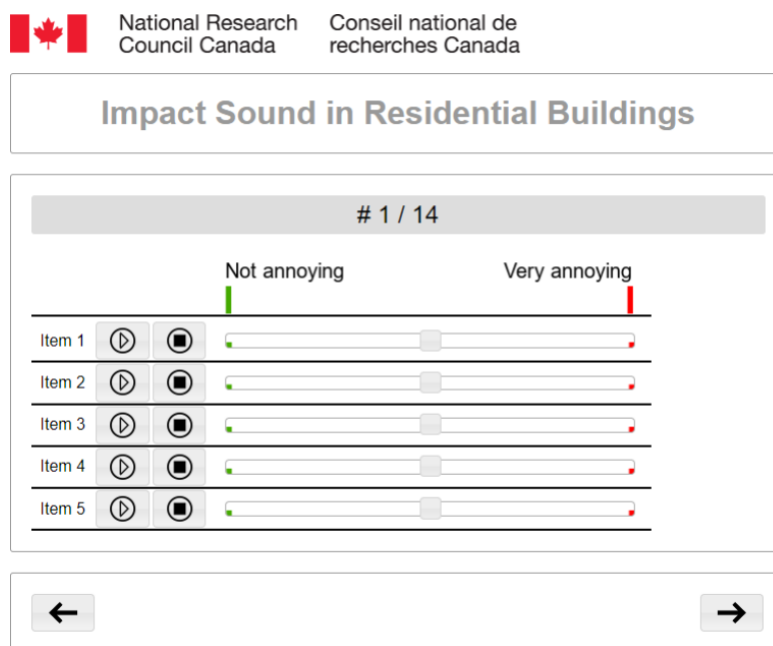 National Research Council Canada
Conseil national de recherches Canada
Impact Sound in Residential Buildings
# 1 / 14
Not annoying Very annoying
Item 1
Item 2
Item 3
Item 4
Item 5